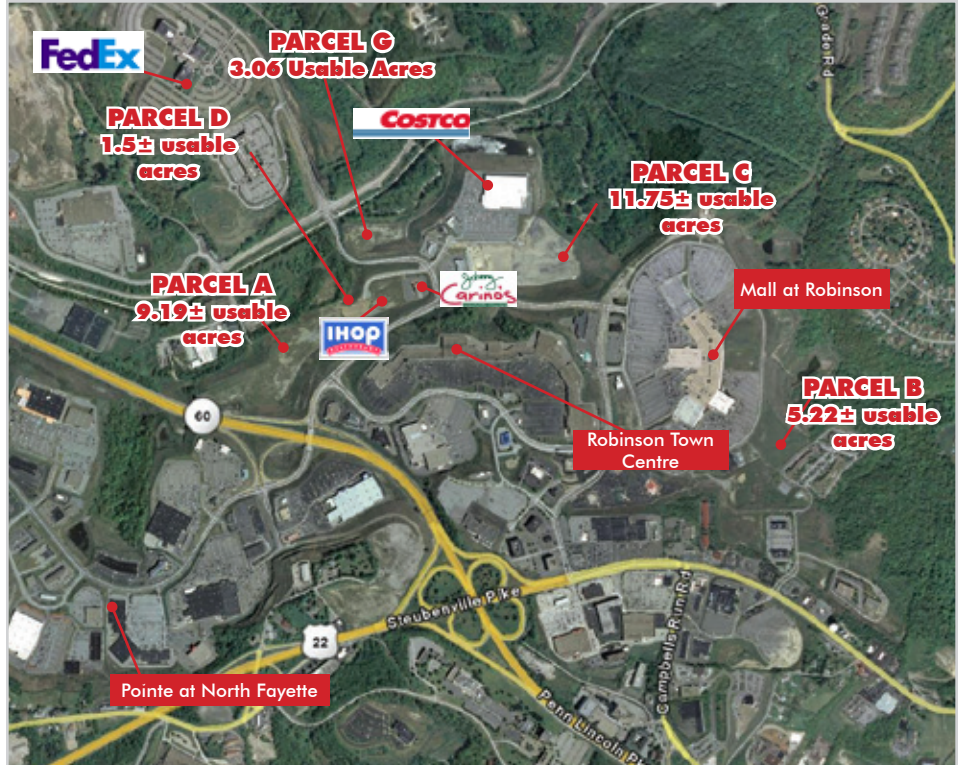 FedEx
PARCEL G
3.06 Usable Acres
Grade Rd
PARCEL D
1.5± usable
acres
COSTCO
PARCEL C
11.75± usable
acres
PARCEL A
9.19± usable
acres
Johnny
Carino's
IHOP
Mall at Robinson
PARCEL B
5.22± usable
acres
60
Robinson Town
Centre
Steubenville Pike
22
Campbells Run Rd
Pointe at North Fayette
Penn Lincoln